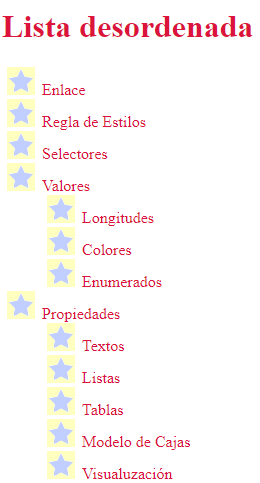 Lista desordenada
Enlace
Regla de Estilos
Selectores
Valores
Longitudes
Colores
Enumerados
Propiedades
Textos
Listas
Tablas
Modelo de Cajas
Visualuzación